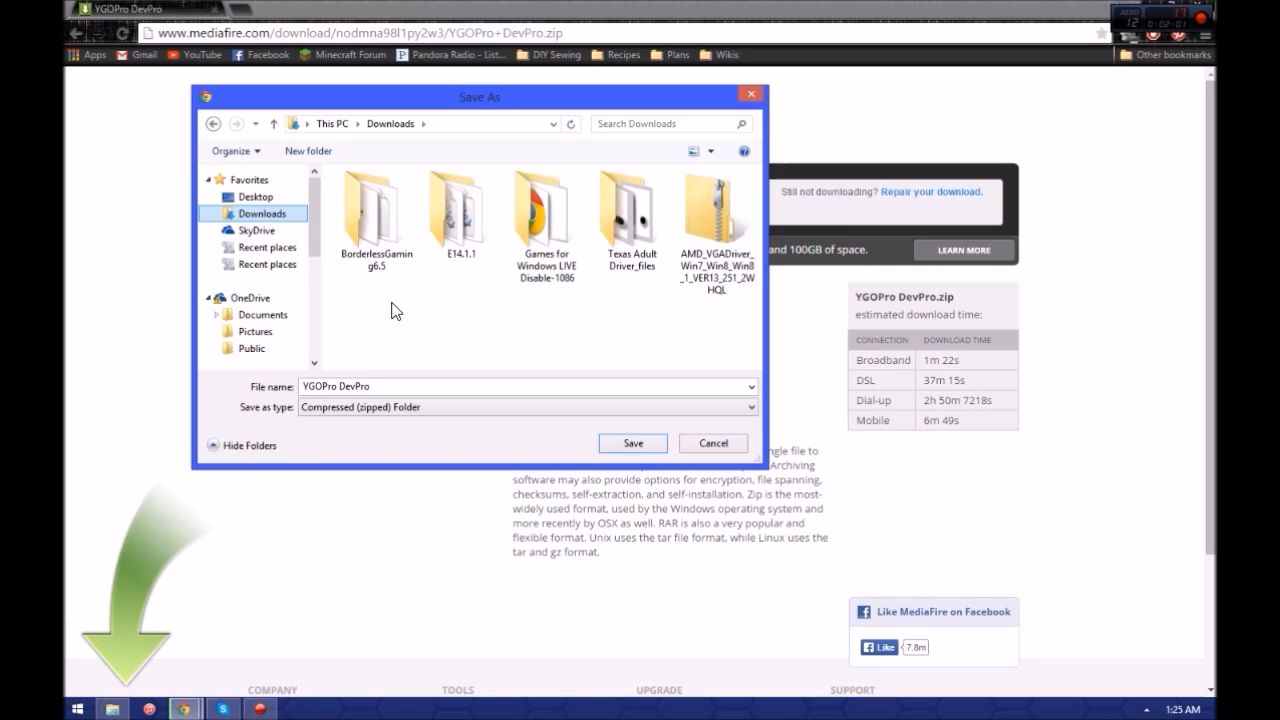 YGOPro DevPro
www.mediafire.com/download/nodmna98l1py2w3/YGOPro+DevPro.zip
Apps Gmail YouTube Facebook Minecraft Forum Pandora Radio - List... DIY Sewing Recipes Plans Wikis Other bookmarks
Save As
This PC Downloads Search Downloads
Organize New folder
Favorites
Desktop
Downloads
SkyDrive
Recent places
Recent places
OneDrive
Documents
Pictures
Public
BorderlessGamin
g6.5
E14.1.1
Games for
Windows LIVE
Disable-1086
Texas Adult
Driver_files
AMD_VGADriver_
Win7_Win8_Win8
_1_VER13_251_2W
HQL
File name: YGOPro DevPro
Save as type: Compressed (zipped) Folder
Hide Folders Save Cancel
Still not downloading? Repair your download.
and 100GB of space. LEARN MORE
YGOPro DevPro.zip
estimated download time:
CONNECTION DOWNLOAD TIME
Broadband 1m 22s
DSL 37m 15s
Dial-up 2h 50m 7218s
Mobile 6m 49s
ngle file to
Archiving
software may also provide options for encryption, file spanning,
checksums, self-extraction, and self-installation. Zip is the most-
widely used format, used by the Windows operating system and
more recently by OSX as well. RAR is also a very popular and
flexible format. Unix uses the tar file format, while Linux uses the
tar and gz format.
Like MediaFire on Facebook
Like 7.8m
COMPANY TOOLS UPGRADE SUPPORT
1:25 AM